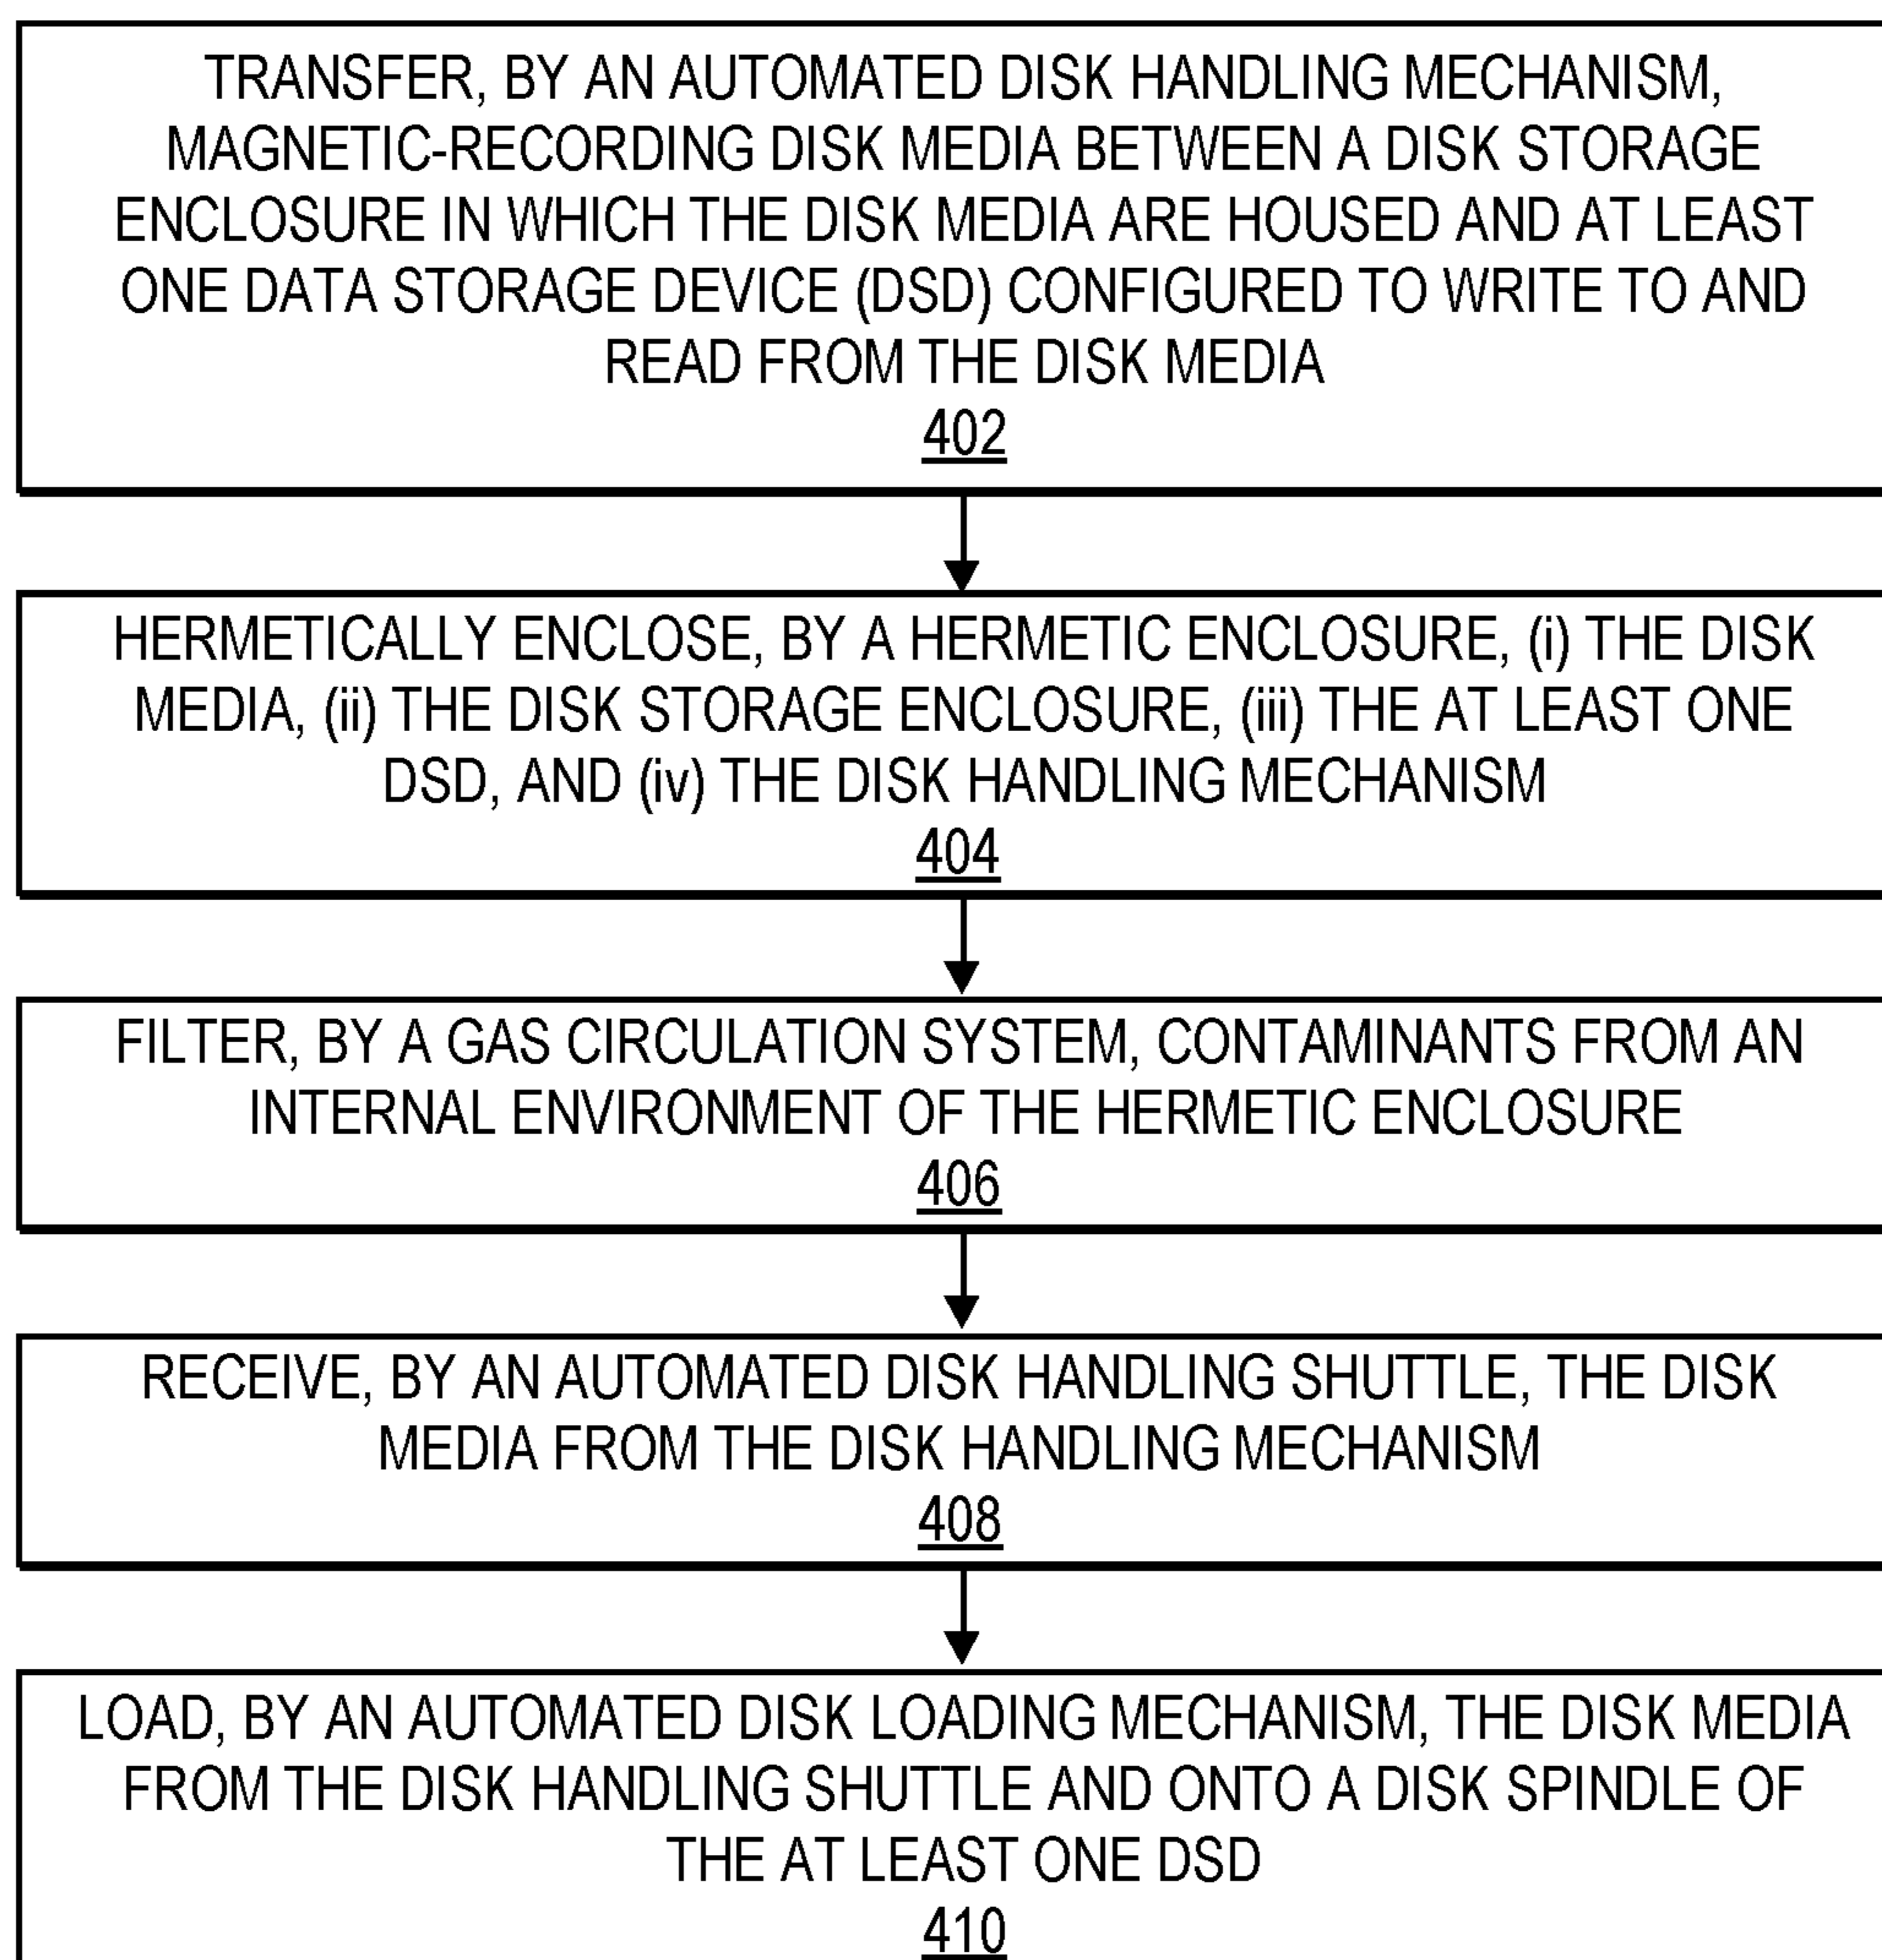 TRANSFER, BY AN AUTOMATED DISK HANDLING MECHANISM,
MAGNETIC-RECORDING DISK MEDIA BETWEEN A DISK STORAGE
ENCLOSURE IN WHICH THE DISK MEDIA ARE HOUSED AND AT LEAST
ONE DATA STORAGE DEVICE (DSD) CONFIGURED TO WRITE TO AND
READ FROM THE DISK MEDIA
402
HERMETICALLY ENCLOSE, BY A HERMETIC ENCLOSURE, (i) THE DISK
MEDIA, (ii) THE DISK STORAGE ENCLOSURE, (iii) THE AT LEAST ONE
DSD, AND (iv) THE DISK HANDLING MECHANISM
404
FILTER, BY A GAS CIRCULATION SYSTEM, CONTAMINANTS FROM AN
INTERNAL ENVIRONMENT OF THE HERMETIC ENCLOSURE
406
RECEIVE, BY AN AUTOMATED DISK HANDLING SHUTTLE, THE DISK
MEDIA FROM THE DISK HANDLING MECHANISM
408
LOAD, BY AN AUTOMATED DISK LOADING MECHANISM, THE DISK MEDIA
FROM THE DISK HANDLING SHUTTLE AND ONTO A DISK SPINDLE OF
THE AT LEAST ONE DSD
410